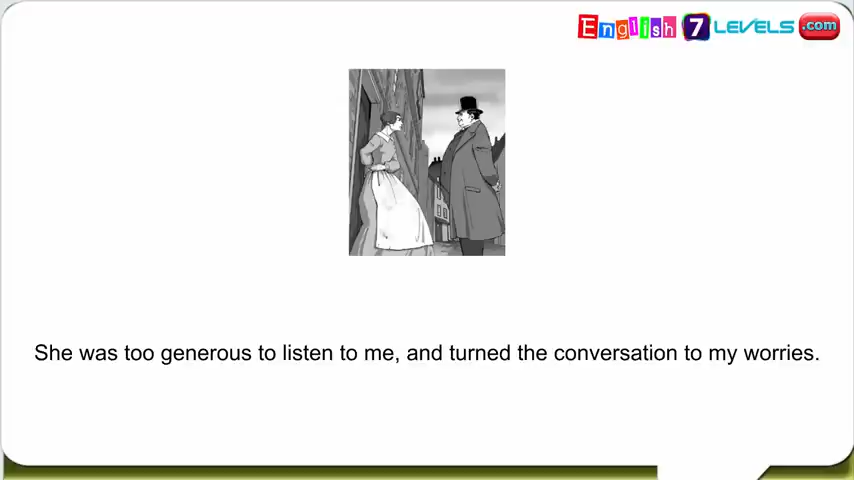 English 7 LEVELS .com
She was too generous to listen to me, and turned the conversation to my worries.